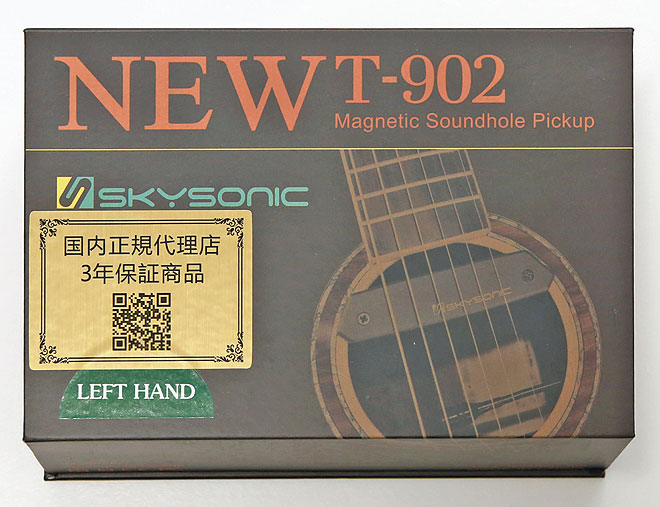 NEW T-902
Magnetic Soundhole Pickup
SKYSONIC
国内正規代理店
3年保証商品
LEFT HAND
SKYSONIC